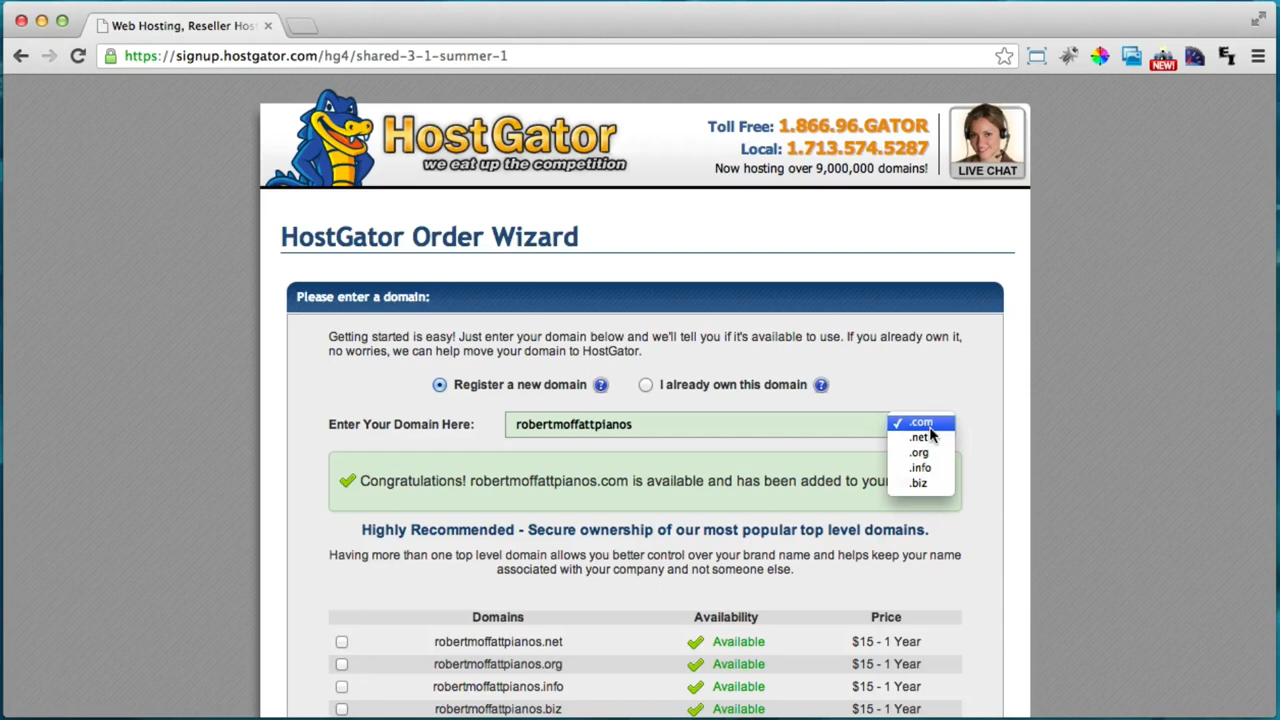 Web Hosting, Reseller Hos
https://signup.hostgator.com/hg4/shared-3-1-summer-1
NEW!
HostGator
we eat up the competition
Toll Free: 1.866.96.GATOR
Local: 1.713.574.5287
Now hosting over 9,000,000 domains!
LIVE CHAT
HostGator Order Wizard
Please enter a domain:
Getting started is easy! Just enter your domain below and we'll tell you if it's available to use. If you already own it,
no worries, we can help move your domain to HostGator.
Register a new domain ? I already own this domain ?
Enter Your Domain Here: robertmoffattpianos
.com
.net
.org
.info
.biz
Congratulations! robertmoffattpianos.com is available and has been added to your
Highly Recommended - Secure ownership of our most popular top level domains.
Having more than one top level domain allows you better control over your brand name and helps keep your name
associated with your company and not someone else.
Domains Availability Price
robertmoffattpianos.net Available $15 - 1 Year
robertmoffattpianos.org Available $15 - 1 Year
robertmoffattpianos.info Available $15 - 1 Year
robertmoffattpianos.biz Available $15 - 1 Year